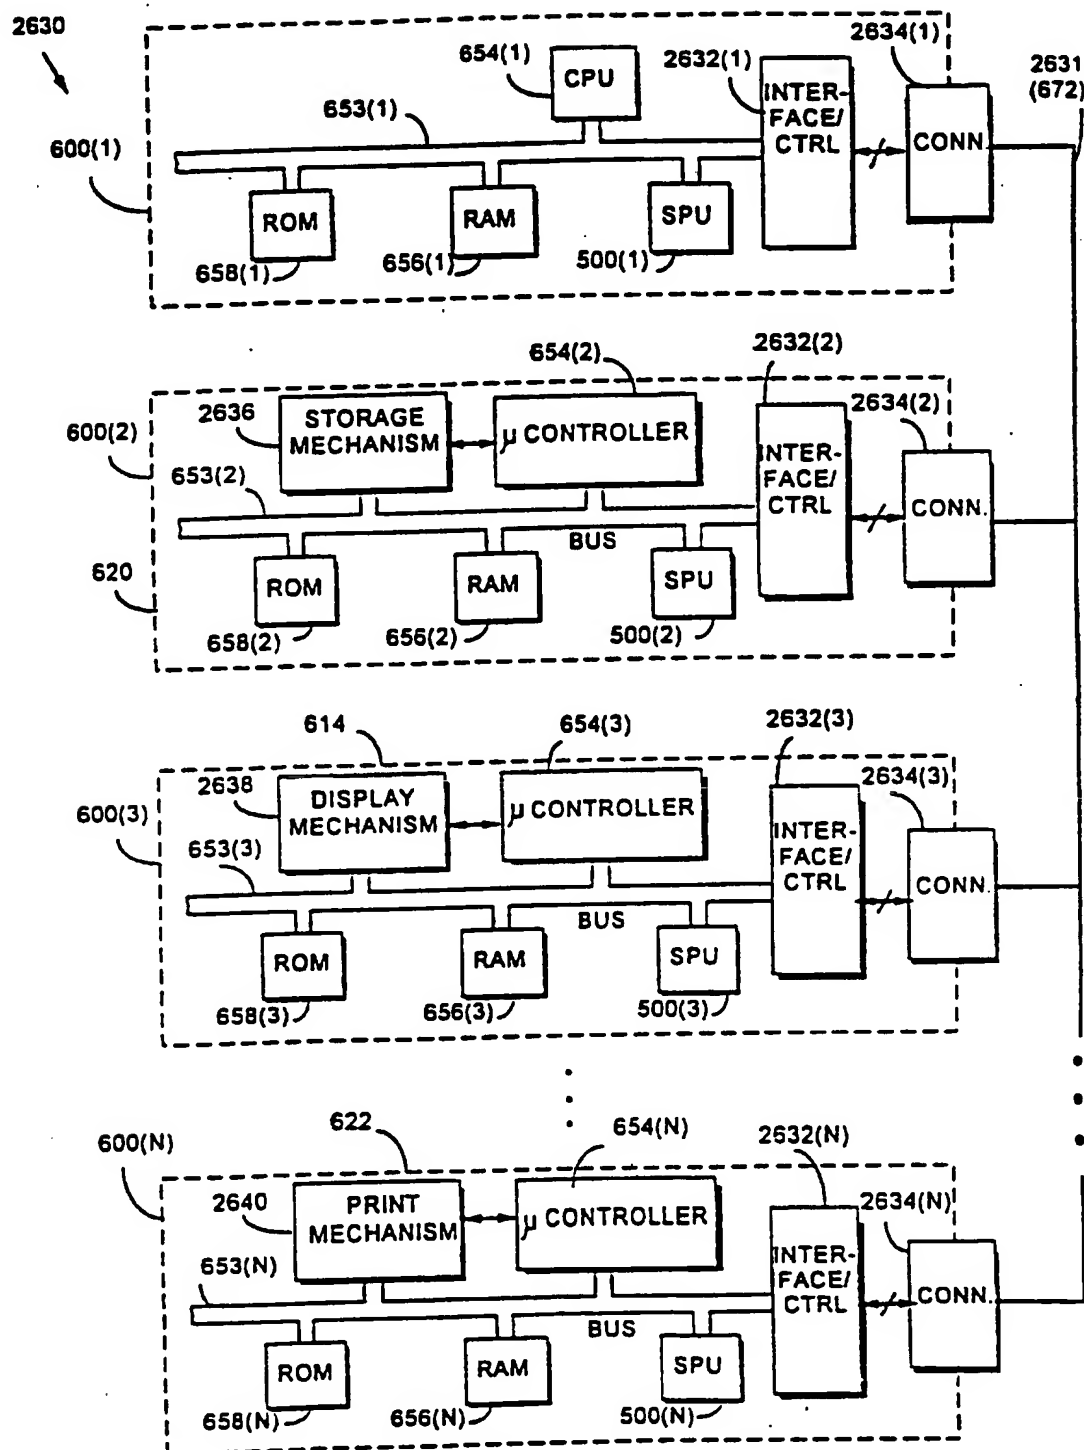 2630
600(1)
653(1)
654(1)
CPU
2632(1)
INTER-
FACE/
CTRL
2634(1)
CONN.
2631
(672)
ROM
658(1)
RAM
656(1)
SPU
500(1)
600(2)
620
2636
STORAGE
MECHANISM
654(2)
μ CONTROLLER
2632(2)
INTER-
FACE/
CTRL
2634(2)
CONN.
653(2)
BUS
ROM
658(2)
RAM
656(2)
SPU
500(2)
600(3)
614
2638
DISPLAY
MECHANISM
654(3)
μ CONTROLLER
2632(3)
INTER-
FACE/
CTRL
2634(3)
CONN.
653(3)
BUS
ROM
658(3)
RAM
656(3)
SPU
500(3)
600(N)
622
2640
PRINT
MECHANISM
654(N)
μ CONTROLLER
2632(N)
INTER-
FACE/
CTRL
2634(N)
CONN.
653(N)
BUS
ROM
658(N)
RAM
656(N)
SPU
500(N)